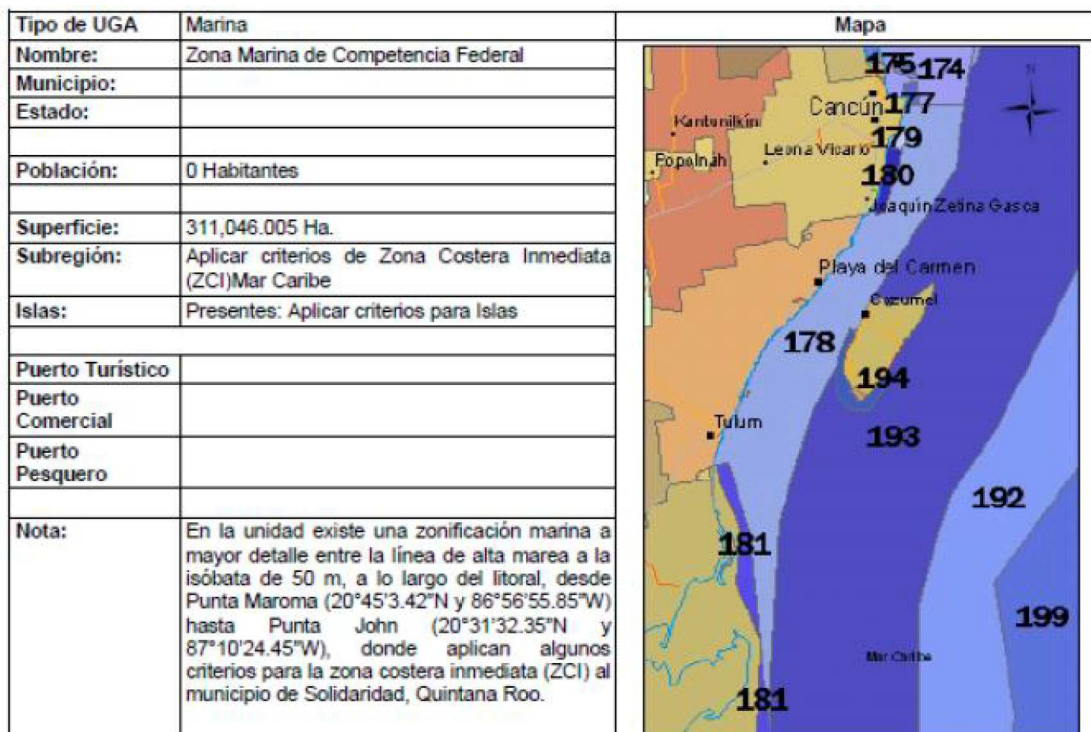 Tipo de UGA Marina Mapa
Nombre: Zona Marina de Competencia Federal
Municipio:
Estado:
Población: 0 Habitantes
Superficie: 311,046.005 Ha.
Subregión: Aplicar criterios de Zona Costera Inmediata
(ZCI)Mar Caribe
Islas: Presentes: Aplicar criterios para Islas
Puerto Turístico
Puerto
Comercial
Puerto
Pesquero
Nota: En la unidad existe una zonificación marina a
mayor detalle entre la línea de alta marea a la
isóbata de 50 m, a lo largo del litoral, desde
Punta Maroma (20°45'3.42"N y 86°56'55.85"W)
hasta Punta John (20°31'32.35"N y
87°10'24.45"W), donde aplican algunos
criterios para la zona costera inmediata (ZCI) al
municipio de Solidaridad, Quintana Roo.
175 174
N
Cancún 177
Kantunilkín
179
Leona Vicario
Popolnáh
180
Joaquín Zetina Gasca
Playa del Carmen
Cozumel
178
194
Tulum
193
192
181
199
Mar Caribe
181